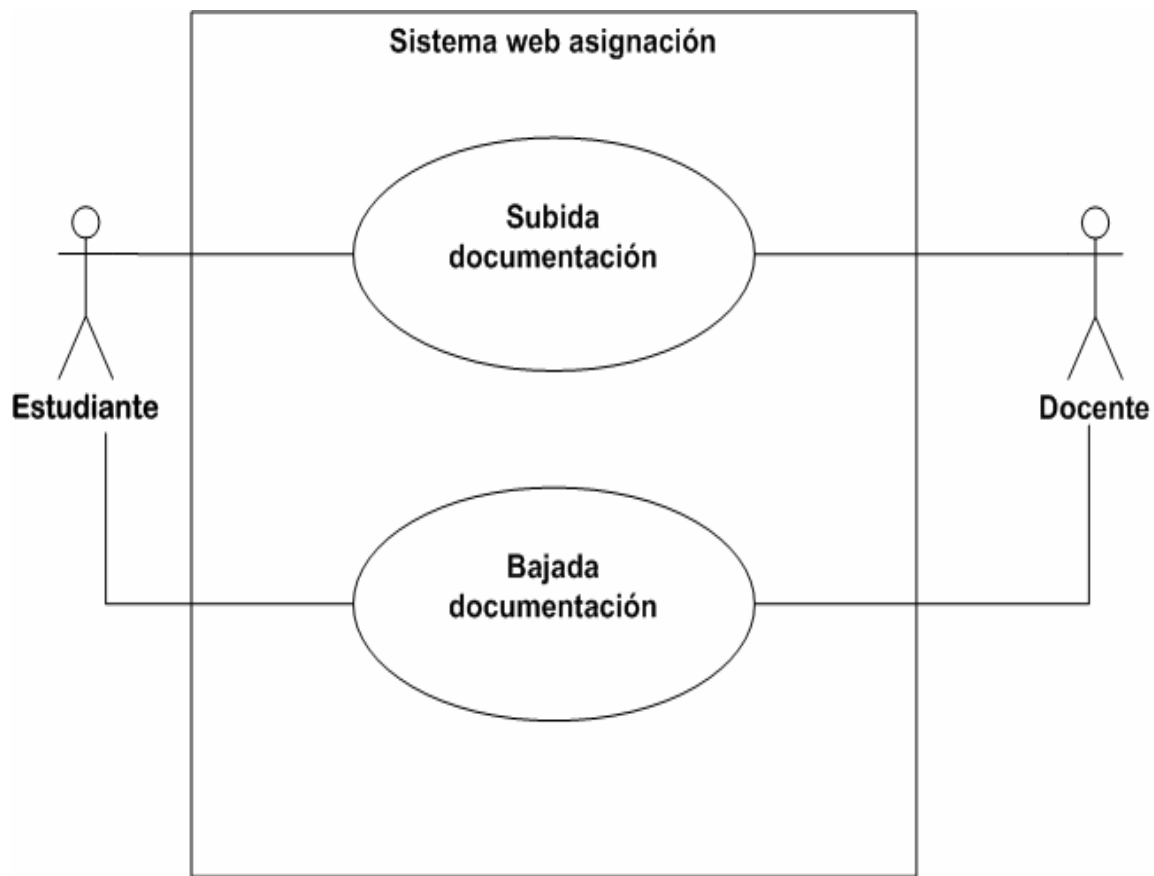 Sistema web asignación
Subida
documentación
Estudiante
Docente
Bajada
documentación